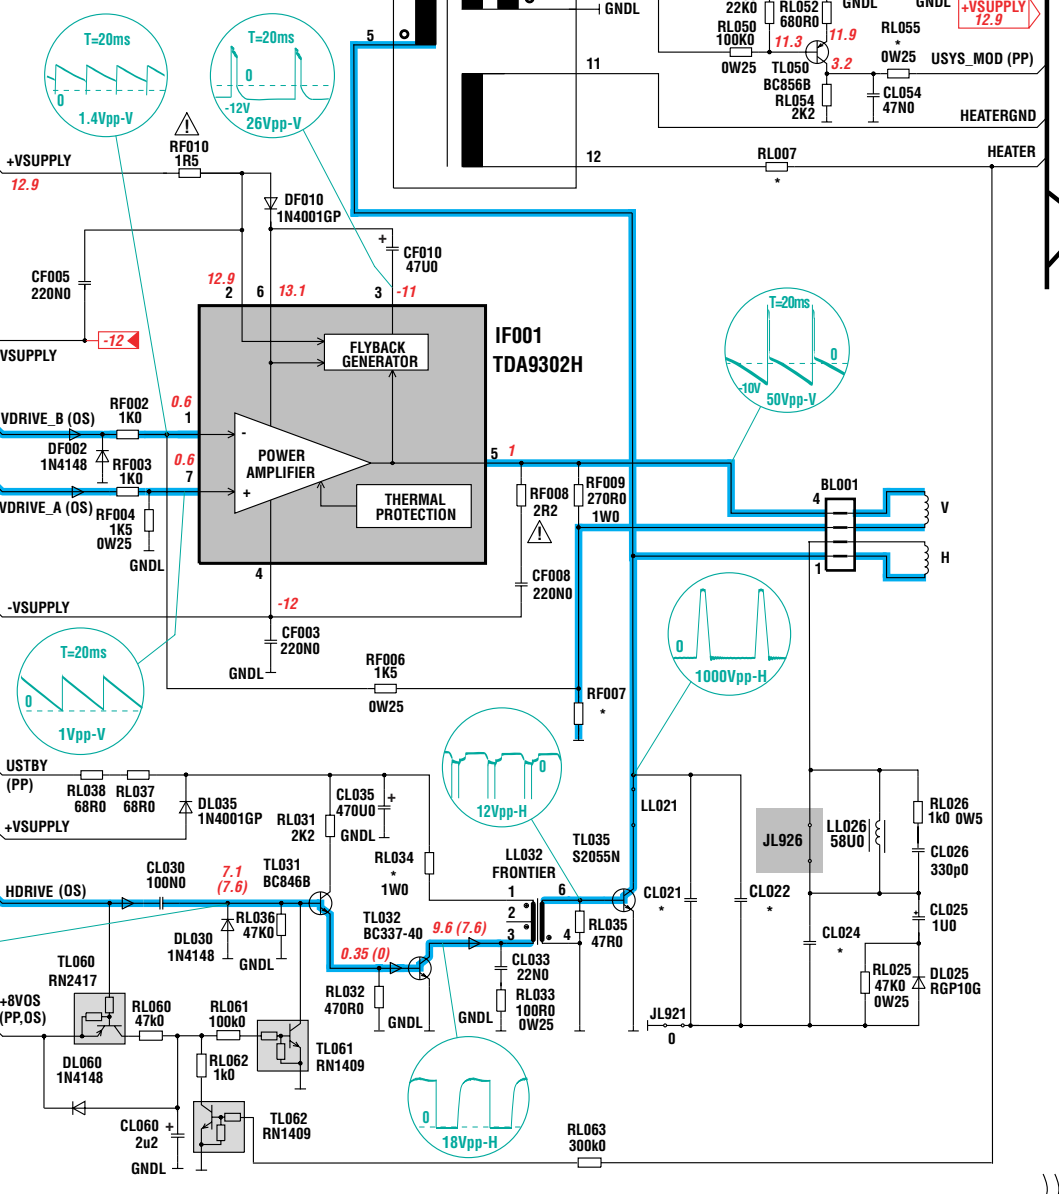 T=20ms
0
1.4Vpp-V
T=20ms
0
-12V
26Vpp-V
5
GNDL
11
12
22K0
RL050
100K0
0W25
RL052
680R0
GNDL
GNDL
+VSUPPLY
12.9
11.3
11.9
3.2
TL050
BC856B
RL054
2K2
RL055
*
0W25
CL054
47N0
USYS_MOD (PP)
HEATERGND
HEATER
RL007
*
RF010
1R5
+VSUPPLY
12.9
DF010
1N4001GP
+
CF010
47U0
CF005
220N0
-12
VSUPPLY
12.9
2
6
13.1
3
-11
FLYBACK
GENERATOR
IF001
TDA9302H
T=20ms
0
-10V
50Vpp-V
VDRIVE_B (OS)
RF002
1K0
0.6
1
DF002
1N4148
RF003
1K0
0.6
7
VDRIVE_A (OS)
RF004
1K5
0W25
GNDL
-
+
POWER
AMPLIFIER
THERMAL
PROTECTION
5
1
RF008
2R2
RF009
270R0
1W0
BL001
4
1
V
H
4
-12
CF008
220N0
-VSUPPLY
CF003
220N0
GNDL
T=20ms
0
1Vpp-V
RF006
1K5
0W25
RF007
*
0
1000Vpp-H
0
12Vpp-H
USTBY
(PP)
RL038
68R0
RL037
68R0
DL035
1N4001GP
+VSUPPLY
RL031
2K2
CL035
470U0
+
GNDL
RL034
*
1W0
LL032
FRONTIER
TL035
S2055N
LL021
JL926
LL026
58U0
RL026
1k0 0W5
CL026
330p0
CL030
100N0
HDRIVE (OS)
7.1
(7.6)
TL031
BC846B
RL036
47K0
DL030
1N4148
GNDL
TL032
BC337-40
0.35 (0)
9.6 (7.6)
1
2
3
6
4
RL035
47R0
CL021
*
CL022
*
CL024
*
+
CL025
1U0
RL025
47K0
0W25
DL025
RGP10G
RL032
470R0
GNDL
CL033
22N0
RL033
100R0
0W25
GNDL
JL921
0
TL060
RN2417
+8VOS
(PP,OS)
RL060
47k0
RL061
100k0
TL061
RN1409
RL062
1k0
DL060
1N4148
CL060
2u2
+
GNDL
TL062
RN1409
0
18Vpp-H
RL063
300k0